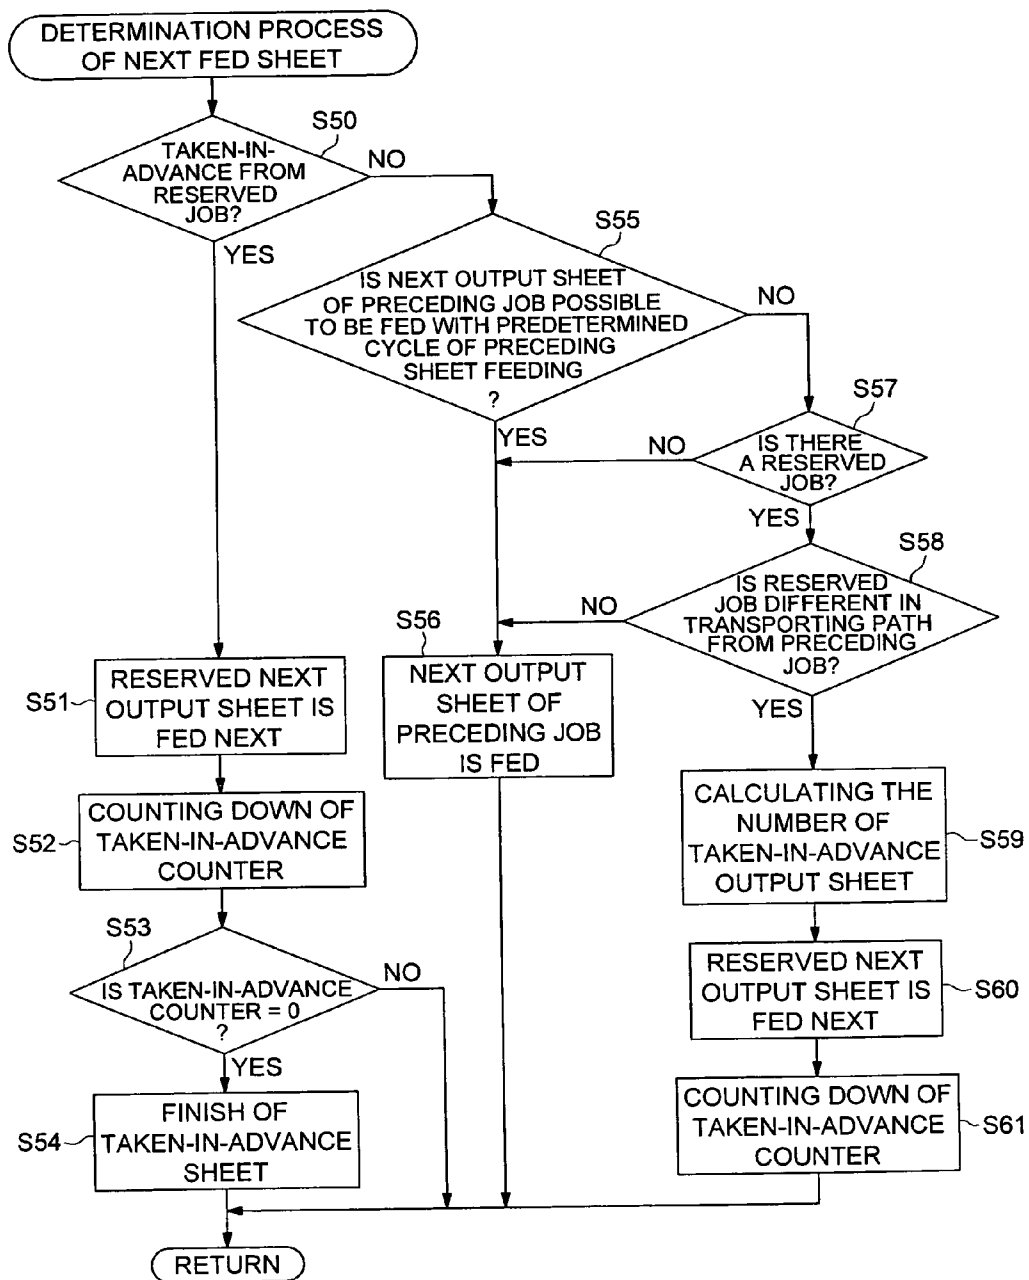 DETERMINATION PROCESS
OF NEXT FED SHEET
S50
TAKEN-IN-
ADVANCE FROM
RESERVED
JOB?
NO
YES
S55
IS NEXT OUTPUT SHEET
OF PRECEDING JOB POSSIBLE
TO BE FED WITH PREDETERMINED
CYCLE OF PRECEDING
SHEET FEEDING
?
NO
YES
S57
IS THERE
A RESERVED
JOB?
NO
YES
S58
IS RESERVED
JOB DIFFERENT IN
TRANSPORTING PATH
FROM PRECEDING
JOB?
NO
YES
S51
RESERVED NEXT
OUTPUT SHEET IS
FED NEXT
S56
NEXT OUTPUT
SHEET OF
PRECEDING JOB
IS FED
S52
COUNTING DOWN OF
TAKEN-IN-ADVANCE
COUNTER
CALCULATING THE
NUMBER OF
TAKEN-IN-ADVANCE
OUTPUT SHEET
S59
S53
IS TAKEN-IN-ADVANCE
COUNTER = 0
?
NO
YES
RESERVED NEXT
OUTPUT SHEET IS
FED NEXT
S60
S54
FINISH OF
TAKEN-IN-ADVANCE
SHEET
COUNTING DOWN OF
TAKEN-IN-ADVANCE
COUNTER
S61
RETURN